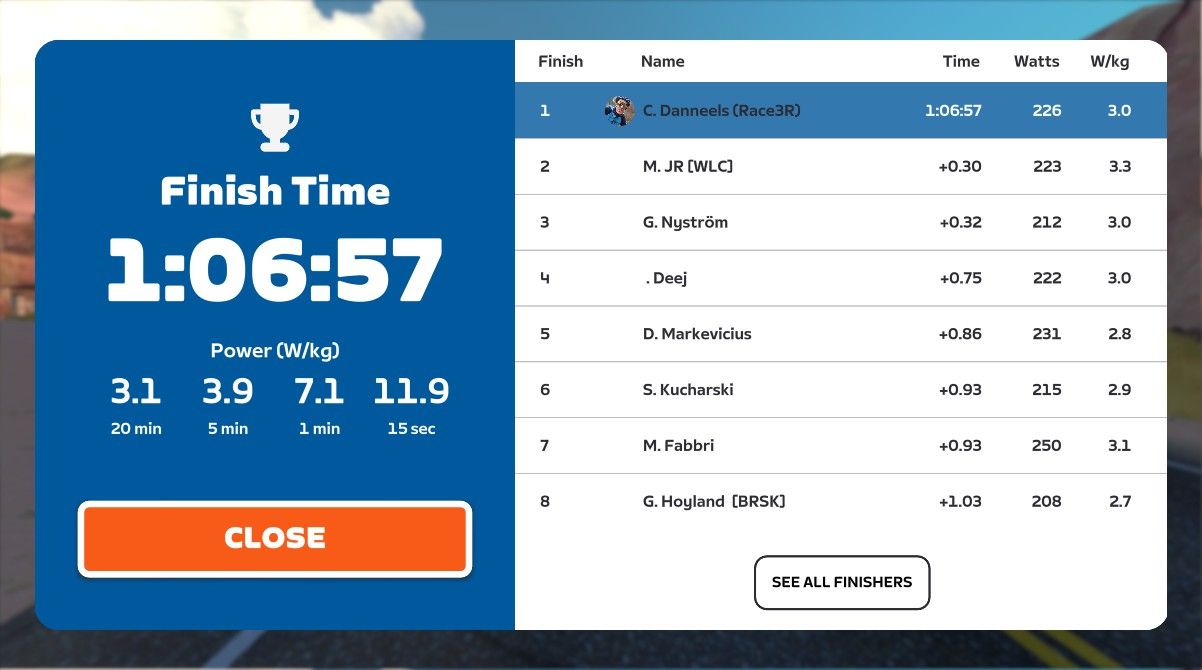 Finish Time
1:06:57
Power (W/kg)
3.1 3.9 7.1 11.9
20 min 5 min 1 min 15 sec
CLOSE
Finish Name Time Watts W/kg
1 C. Danneels (Race3R) 1:06:57 226 3.0
2 M. JR [WLC] +0.30 223 3.3
3 G. Nyström +0.32 212 3.0
4 . Deej +0.75 222 3.0
5 D. Markevicius +0.86 231 2.8
6 S. Kucharski +0.93 215 2.9
7 M. Fabbri +0.93 250 3.1
8 G. Hoyland [BRSK] +1.03 208 2.7
SEE ALL FINISHERS